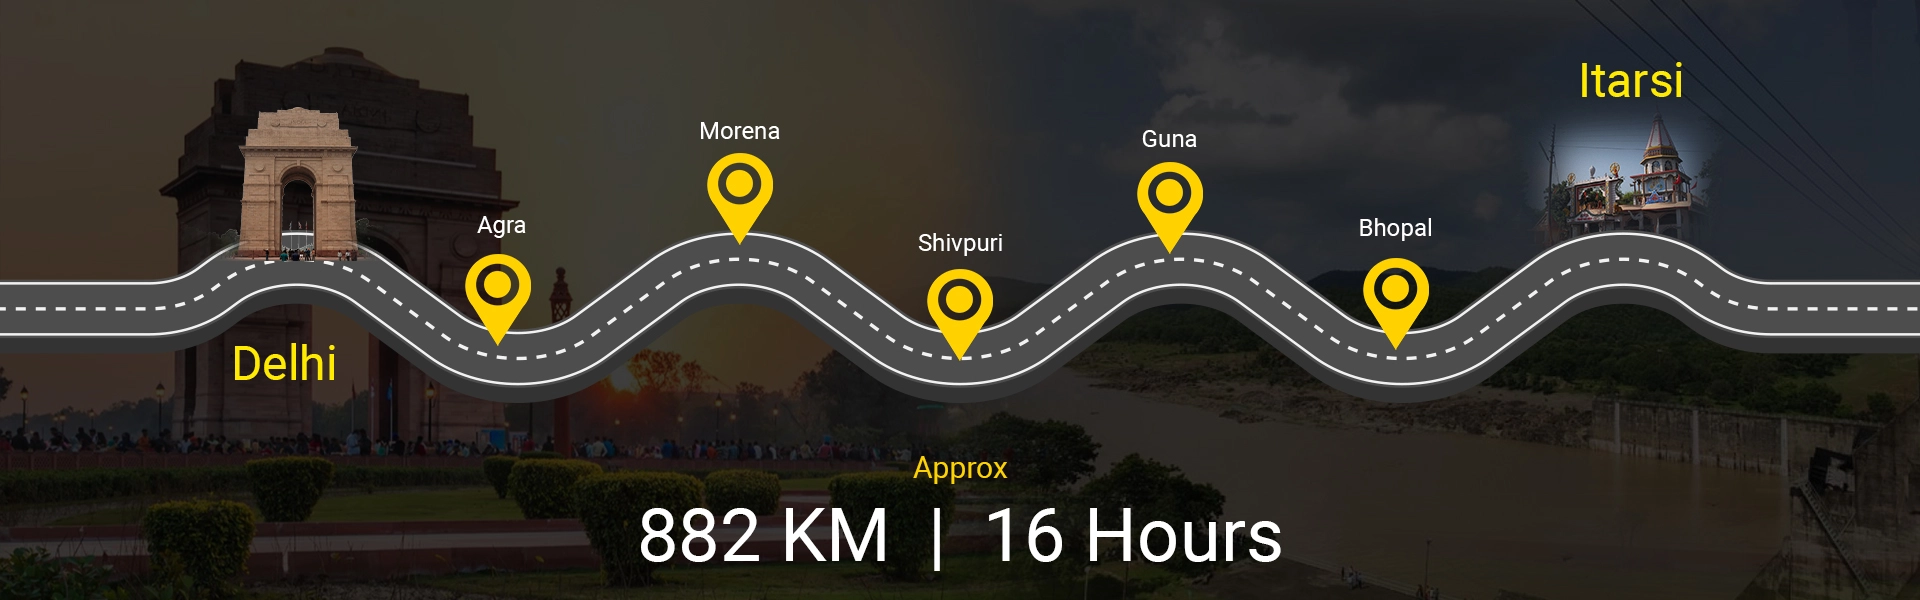 Itarsi
Morena
Guna
Agra
Shivpuri
Bhopal
Delhi
Approx
882 KM | 16 Hours